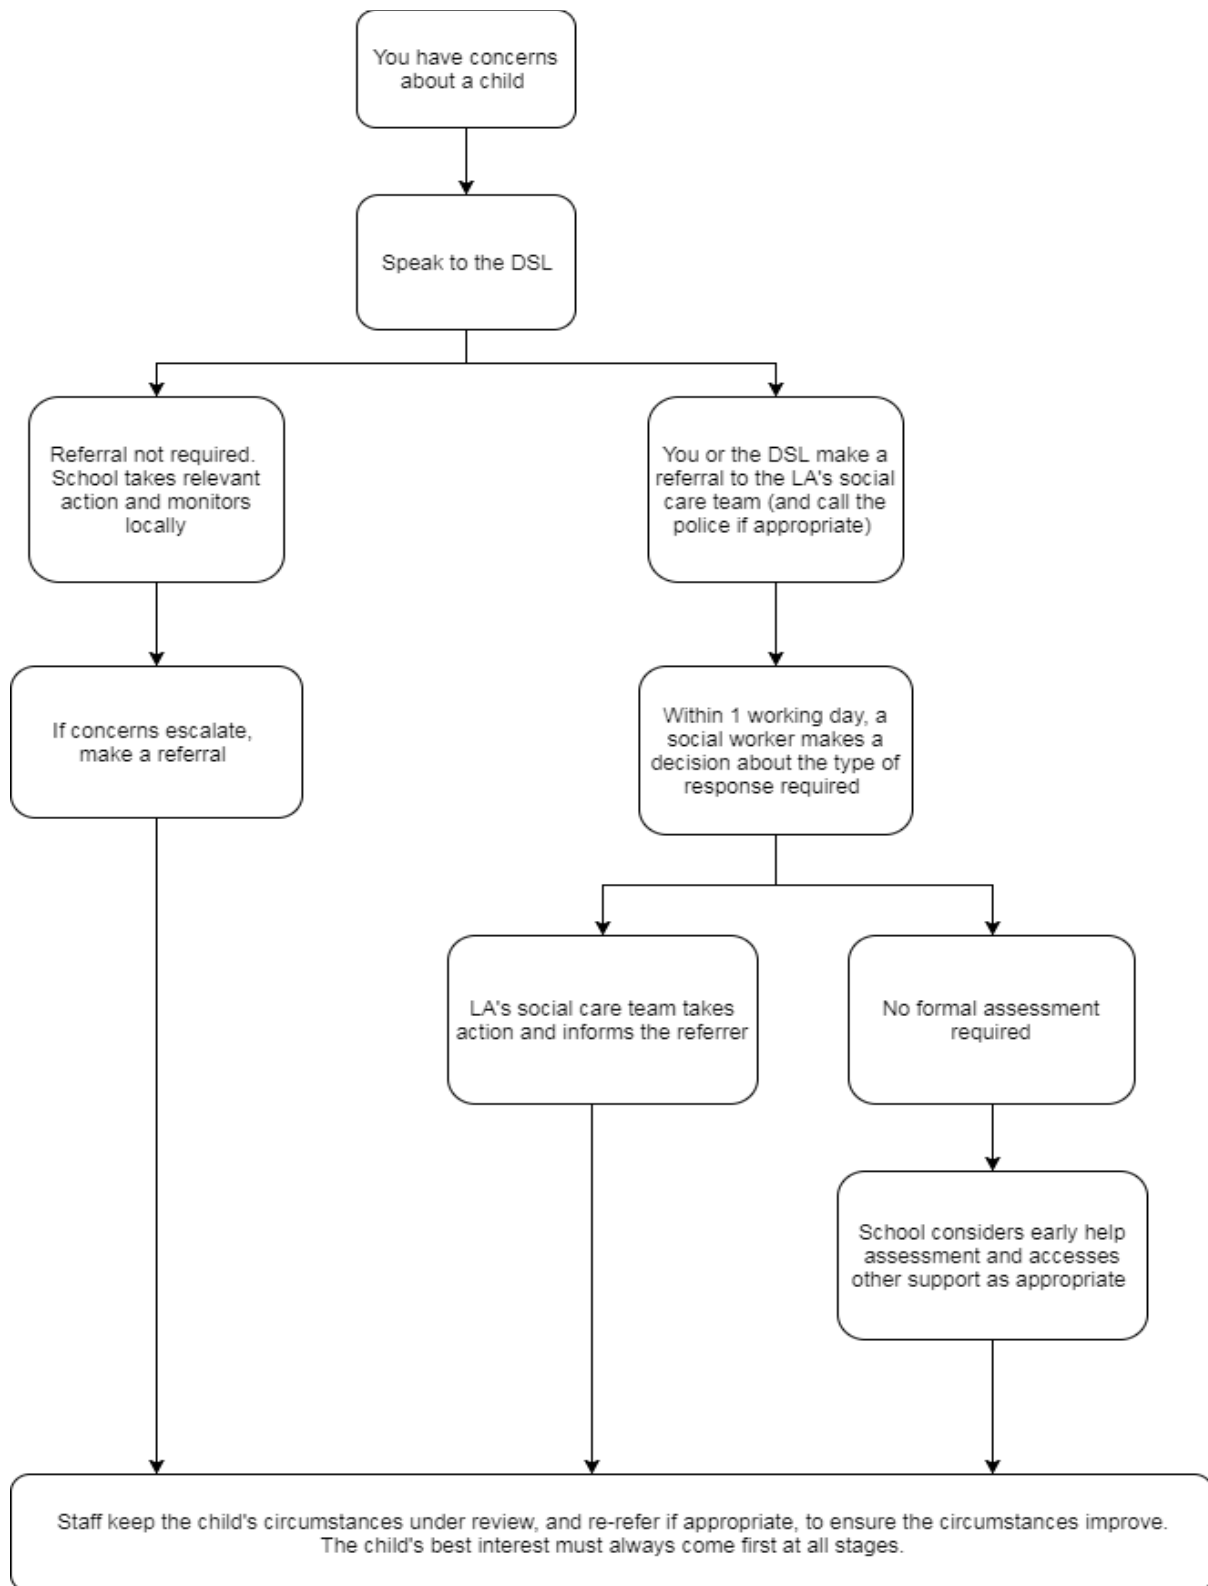 You have concerns
about a child
Speak to the DSL
Referral not required.
School takes relevant
action and monitors
locally
You or the DSL make a
referral to the LA's social
care team (and call the
police if appropriate)
If concerns escalate,
make a referral
Within 1 working day, a
social worker makes a
decision about the type of
response required
LA's social care team takes
action and informs the referrer
No formal assessment
required
School considers early help
assessment and accesses
other support as appropriate
Staff keep the child's circumstances under review, and re-refer if appropriate, to ensure the circumstances improve.
The child's best interest must always come first at all stages.